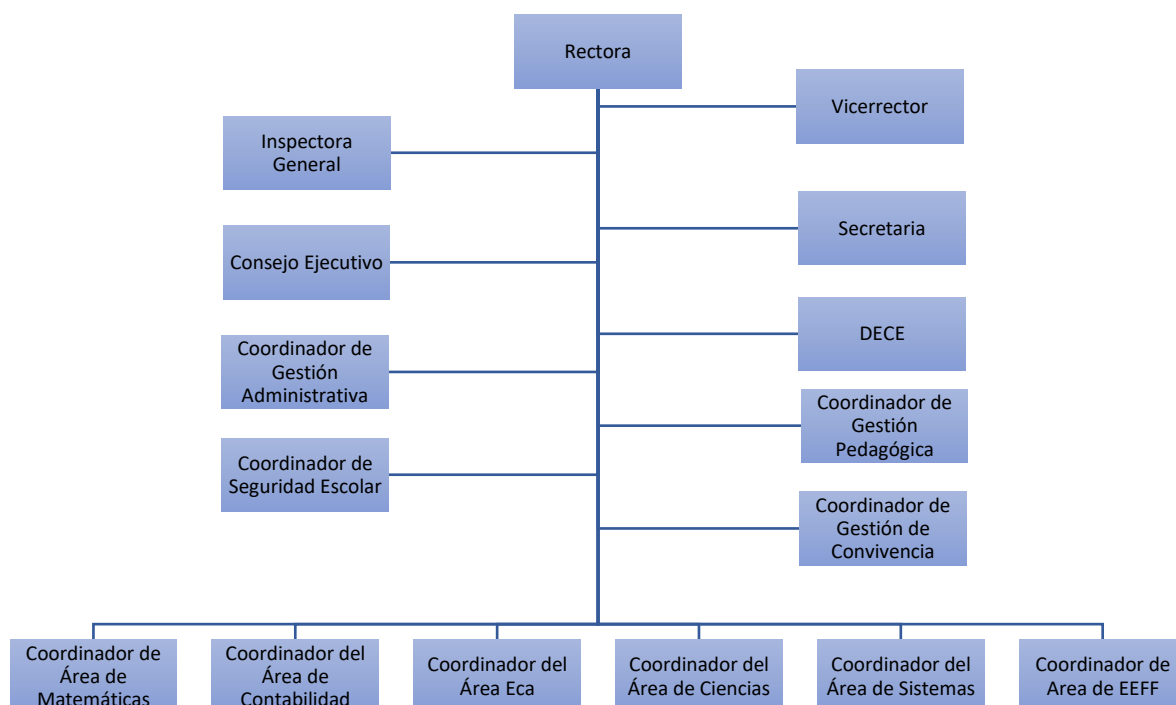 Rectora
Vicerrector
Inspectora
General
Secretaria
Consejo Ejecutivo
DECE
Coordinador de
Gestión
Administrativa
Coordinador de
Gestión
Pedagógica
Coordinador de
Seguridad Escolar
Coordinador de
Gestión de
Convivencia
Coordinador de
Área de
Matemáticas
Coordinador del
Área de
Contabilidad
Coordinador del
Área Eca
Coordinador del
Área de Ciencias
Coordinador del
Área de Sistemas
Coordinador de
Area de EEFF